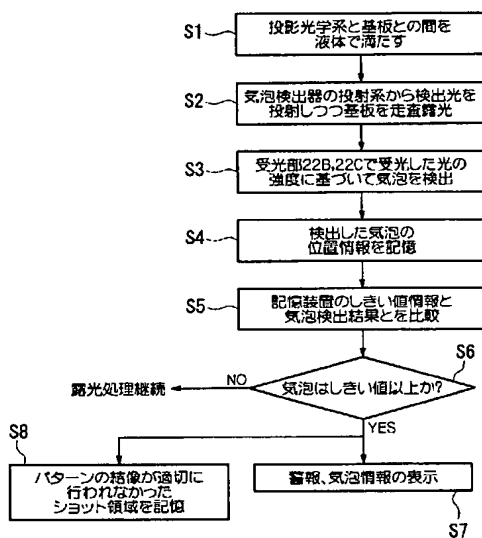 S1
投影光学系と基板との間を
液体で満たす
S2
気泡検出器の投射系から検出光を
投射しつつ基板を走査露光
S3
受光部22B,22Cで受光した光の
強度に基づいて気泡を検出
S4
検出した気泡の
位置情報を記憶
S5
記憶装置のしきい値情報と
気泡検出結果とを比較
S6
気泡はしきい値以上か?
NO
露光処理継続
YES
S8
パターンの結像が適切に
行われなかった
ショット領域を記憶
警報、気泡情報の表示
S7